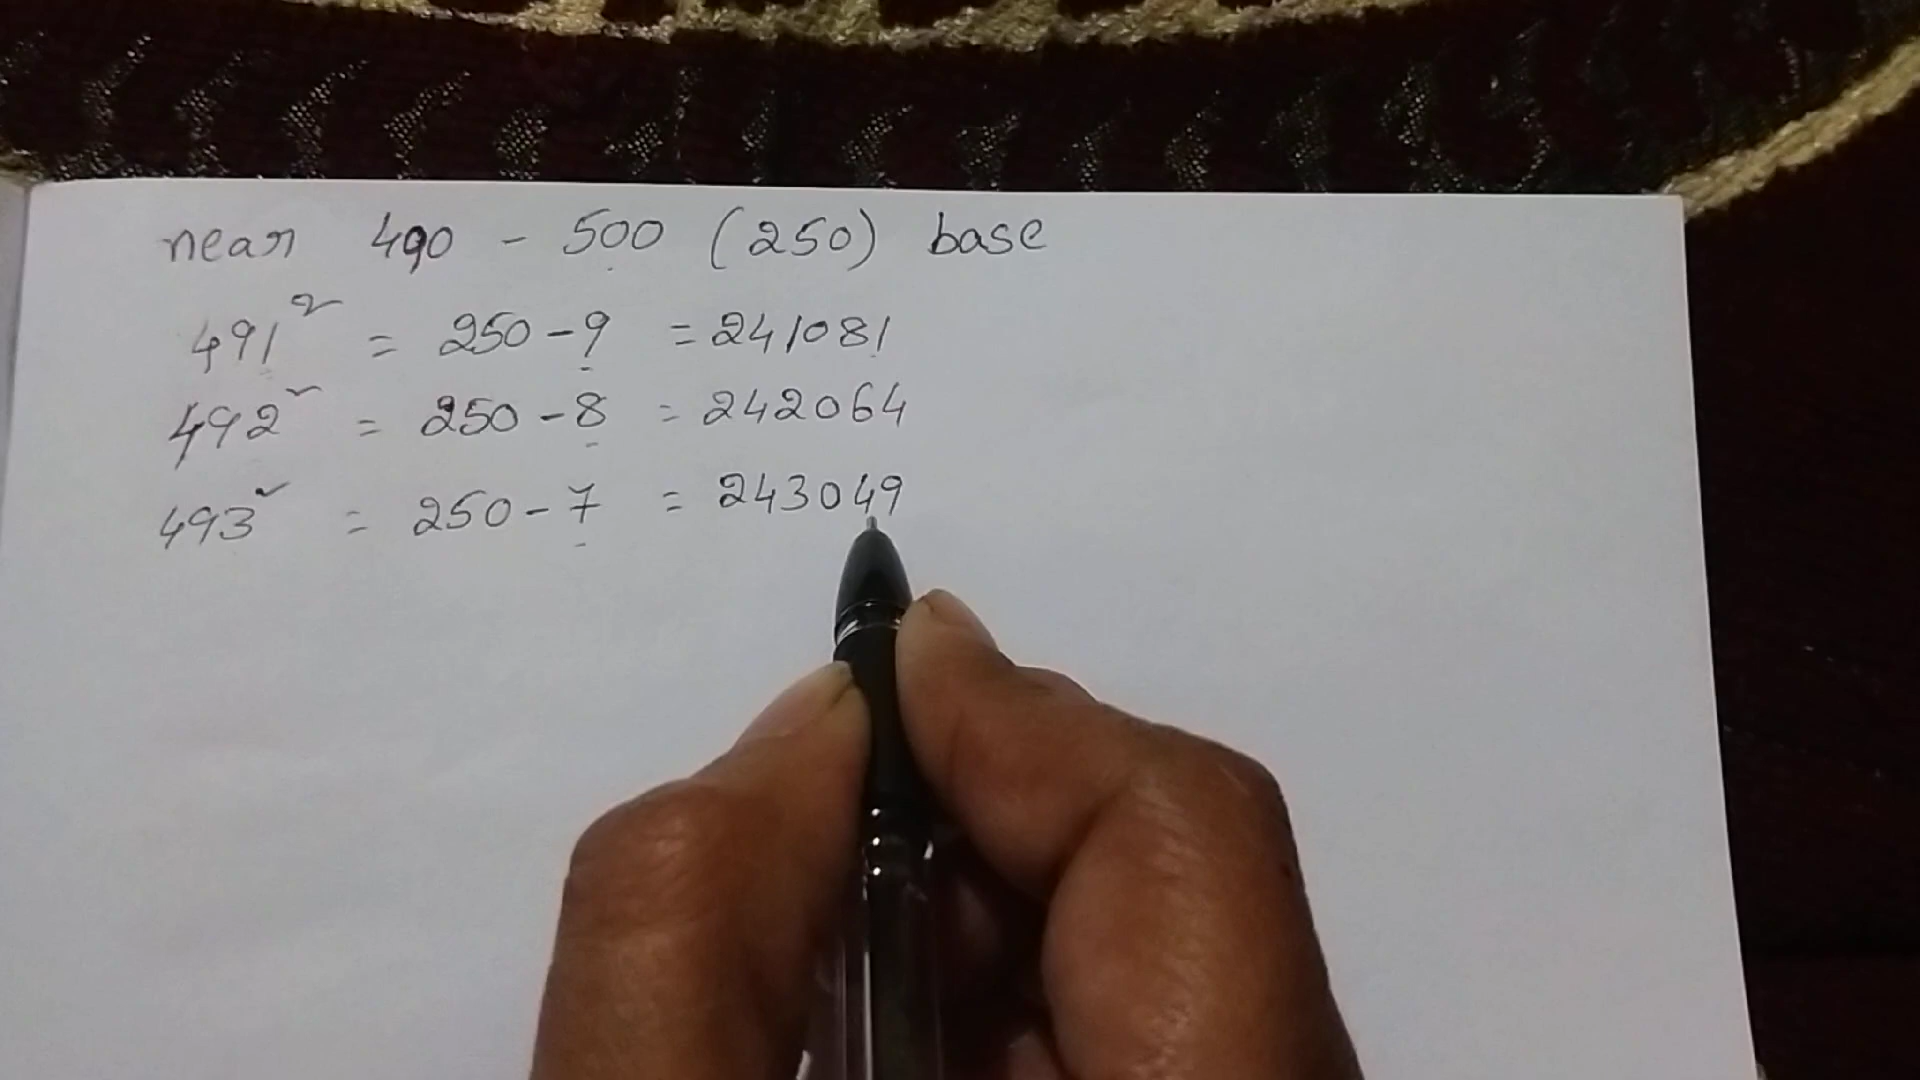 near 490 - 500 (250) base
491² = 250 - 9 = 241081
492² = 250 - 8 = 242064
493² = 250 - 7 = 243049